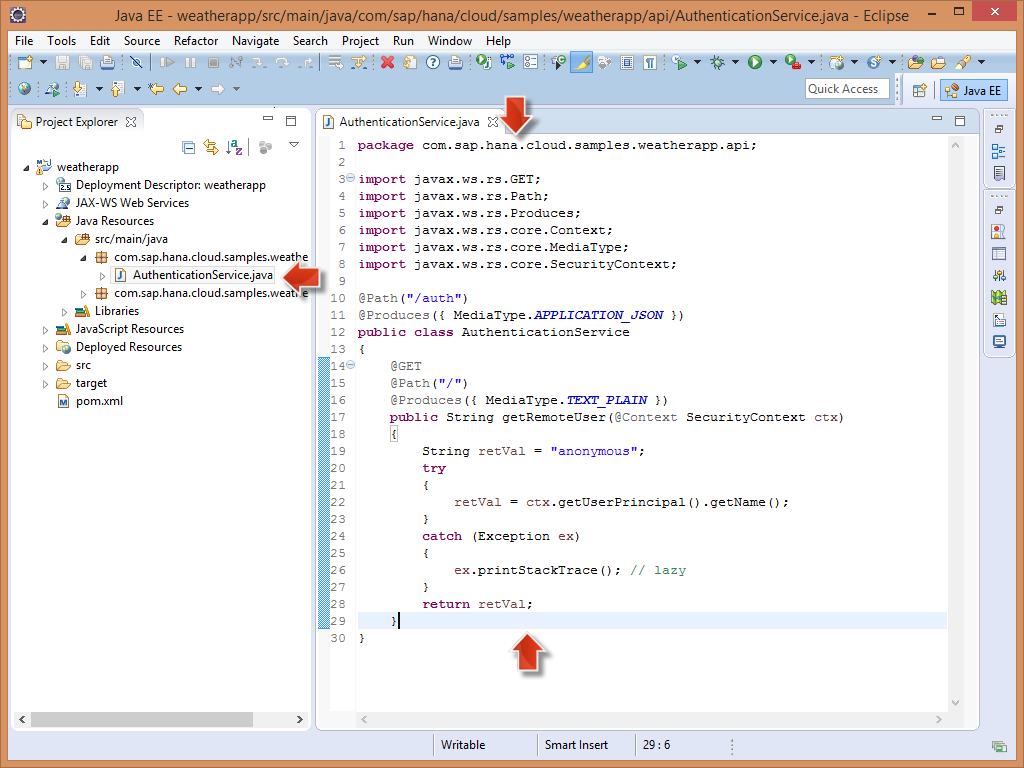 Java EE - weatherapp/src/main/java/com/sap/hana/cloud/samples/weatherapp/api/AuthenticationService.java - Eclipse
File Tools Edit Source Refactor Navigate Search Project Run Window Help
Quick Access
Java EE
Project Explorer
weatherapp
Deployment Descriptor: weatherapp
JAX-WS Web Services
Java Resources
src/main/java
com.sap.hana.cloud.samples.weathe
AuthenticationService.java
com.sap.hana.cloud.samples.weathe
Libraries
JavaScript Resources
Deployed Resources
src
target
pom.xml
AuthenticationService.java
1 package com.sap.hana.cloud.samples.weatherapp.api;
2
3 import javax.ws.rs.GET;
4 import javax.ws.rs.Path;
5 import javax.ws.rs.Produces;
6 import javax.ws.rs.core.Context;
7 import javax.ws.rs.core.MediaType;
8 import javax.ws.rs.core.SecurityContext;
9
10 @Path("/auth")
11 @Produces({ MediaType.APPLICATION_JSON })
12 public class AuthenticationService
13 {
14 @GET
15 @Path("/")
16 @Produces({ MediaType.TEXT_PLAIN })
17 public String getRemoteUser(@Context SecurityContext ctx)
18 {
19 String retVal = "anonymous";
20 try
21 {
22 retVal = ctx.getUserPrincipal().getName();
23 }
24 catch (Exception ex)
25 {
26 ex.printStackTrace(); // lazy
27 }
28 return retVal;
29 }
30 }
Writable Smart Insert 29 : 6